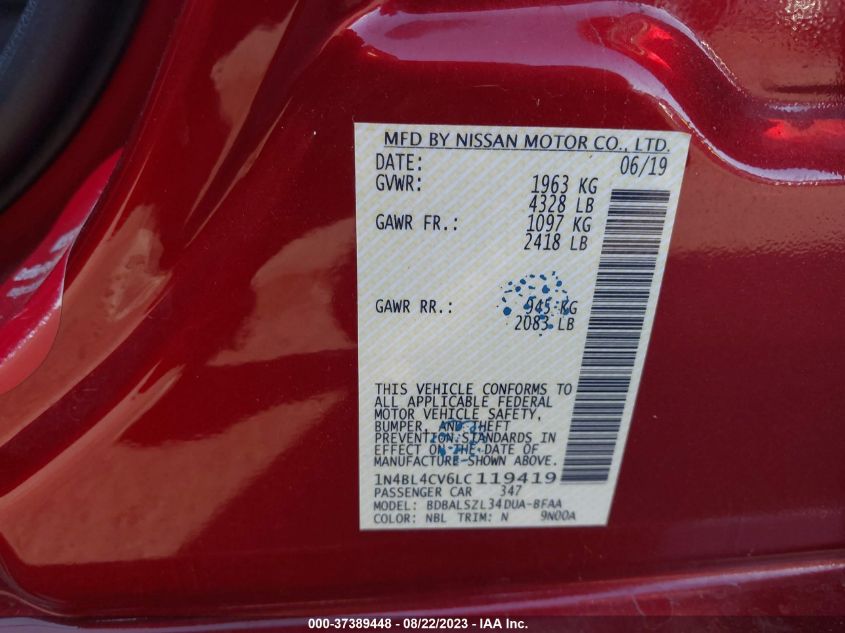 MFD BY NISSAN MOTOR CO., LTD.
DATE: 06/19
GVWR: 1963 KG
4328 LB
GAWR FR.: 1097 KG
2418 LB
GAWR RR.: 945 KG
2083 LB
THIS VEHICLE CONFORMS TO
ALL APPLICABLE FEDERAL
MOTOR VEHICLE SAFETY,
BUMPER, AND THEFT
PREVENTION STANDARDS IN
EFFECT ON THE DATE OF
MANUFACTURE SHOWN ABOVE.
1N4BL4CV6LC119419
PASSENGER CAR 347
MODEL: BDBALSZL34DUA-BFAA
COLOR: NBL TRIM: N 9N00A
000-37389448 - 08/22/2023 - IAA Inc.